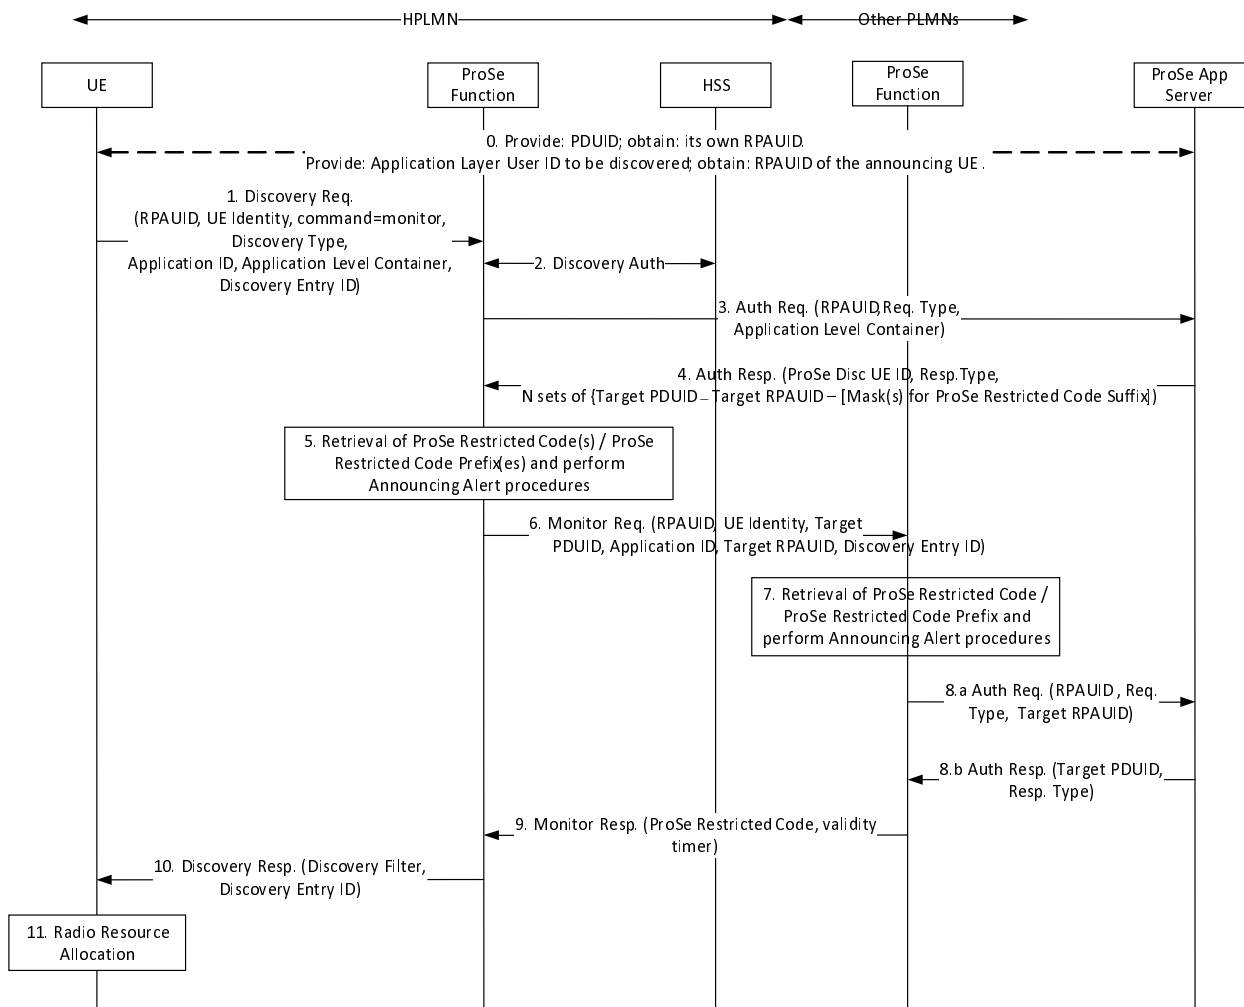 HPLMN
Other PLMNs
UE
ProSe
Function
HSS
ProSe
Function
ProSe App
Server
0. Provide: PDUID; obtain: its own RPAUID.
Provide: Application Layer User ID to be discovered; obtain: RPAUID of the announcing UE .
1. Discovery Req.
(RPAUID, UE Identity, command=monitor,
Discovery Type,
Application ID, Application Level Container,
Discovery Entry ID)
2. Discovery Auth
3. Auth Req. (RPAUID,Req. Type,
Application Level Container)
4. Auth Resp. (ProSe Disc UE ID, Resp.Type,
N sets of {Target PDUID – Target RPAUID – [Mask(s) for ProSe Restricted Code Suffix]})
5. Retrieval of ProSe Restricted Code(s) / ProSe
Restricted Code Prefix(es) and perform
Announcing Alert procedures
6. Monitor Req. (RPAUID, UE Identity, Target
PDUID, Application ID, Target RPAUID, Discovery Entry ID)
7. Retrieval of ProSe Restricted Code /
ProSe Restricted Code Prefix and
perform Announcing Alert procedures
8.a Auth Req. (RPAUID , Req.
Type, Target RPAUID)
8.b Auth Resp. (Target PDUID,
Resp. Type)
9. Monitor Resp. (ProSe Restricted Code, validity
timer)
10. Discovery Resp. (Discovery Filter,
Discovery Entry ID)
11. Radio Resource
Allocation